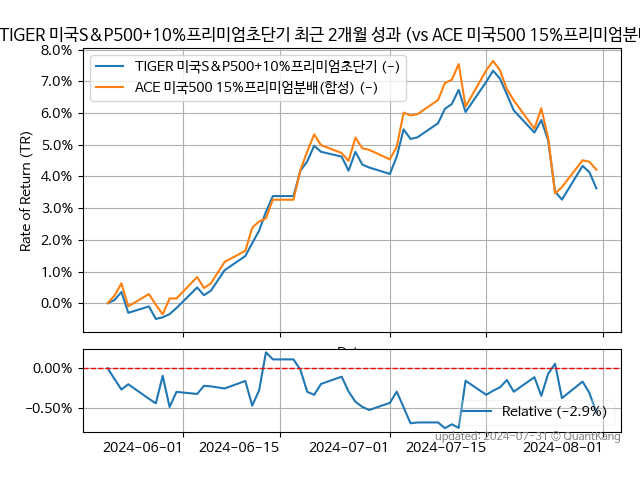 TIGER 미국S&P500+10%프리미엄초단기 최근 2개월 성과 (vs ACE 미국500 15%프리미엄분배
8.0%
TIGER 미국S&P500+10%프리미엄초단기 (-)
ACE 미국500 15%프리미엄분배(합성) (-)
7.0%
6.0%
5.0%
4.0%
3.0%
2.0%
1.0%
0.0%
Rate of Return (TR)
0.00%
−0.50%
Relative (−2.9%)
updated: 2024-07-31 © QuantKang
2024-06-01
2024-06-15
2024-07-01
2024-07-15
2024-08-01